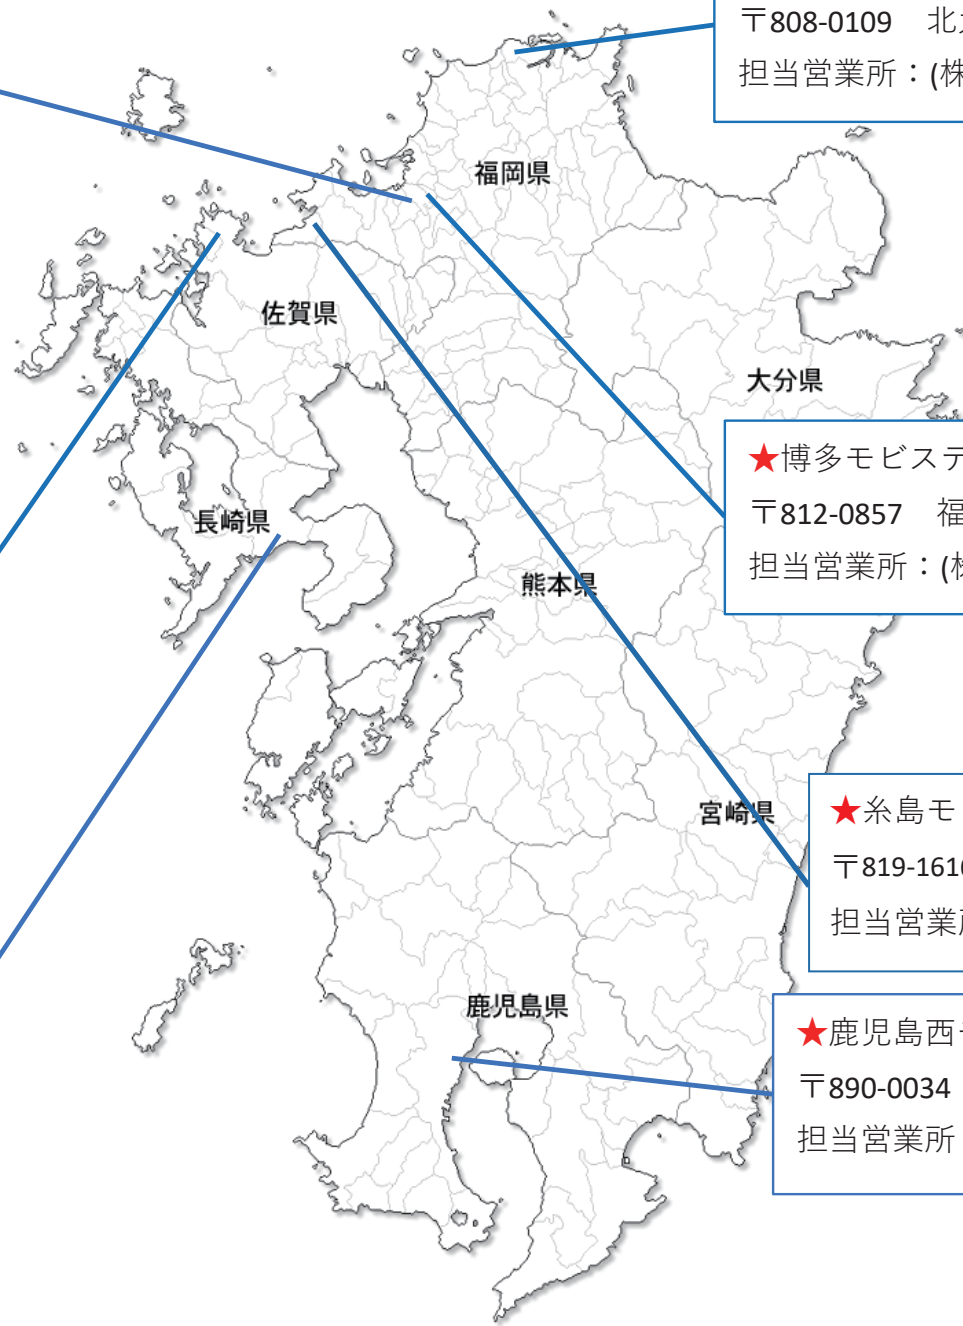 〒808-0109 北
担当営業所：(株
福岡県
佐賀県
大分県
★博多モビステ
〒812-0857 福
担当営業所：(株
長崎県
熊本県
宮崎県
★糸島モ
〒819-161
担当営業
鹿児島県
★鹿児島西
〒890-0034
担当営業所